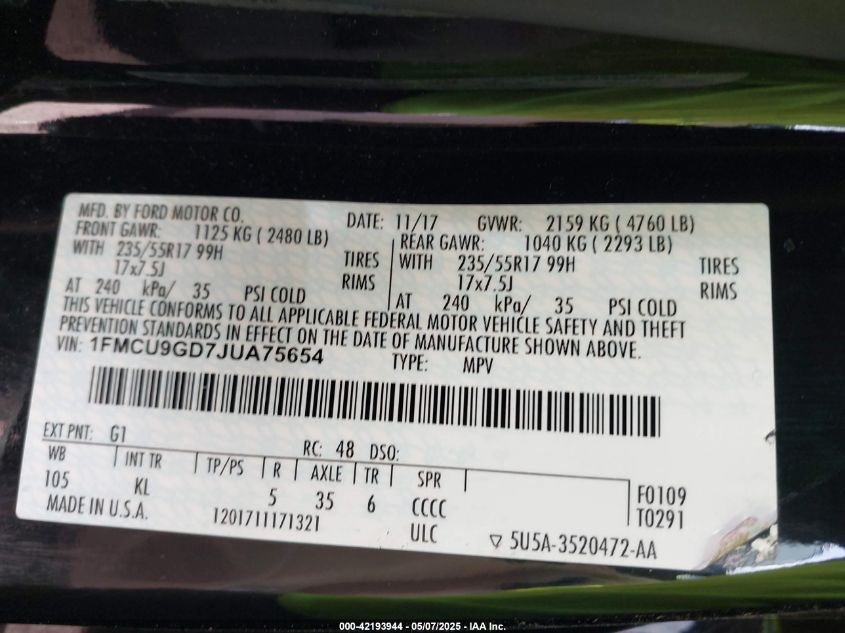 MFD. BY FORD MOTOR CO.
DATE: 11/17 GVWR: 2159 KG ( 4760 LB)
FRONT GAWR: 1125 KG ( 2480 LB)
WITH 235/55R17 99H TIRES
17x7.5J RIMS
AT 240 kPa/ 35 PSI COLD
REAR GAWR: 1040 KG ( 2293 LB)
WITH 235/55R17 99H TIRES
17x7.5J RIMS
AT 240 kPa/ 35 PSI COLD
THIS VEHICLE CONFORMS TO ALL APPLICABLE FEDERAL MOTOR VEHICLE SAFETY AND THEFT
PREVENTION STANDARDS IN EFFECT ON THE DATE OF MANUFACTURE SHOWN ABOVE.
VIN: 1FMCU9GD7JUA75654
TYPE: MPV
EXT PNT: G1 RC: 48 DSO:
WB INT TR TP/PS R AXLE TR SPR
105 KL 5 35 6 CCCC F0109
MADE IN U.S.A. 1201711171321 ULC T0291
5U5A-3520472-AA
000-42193944 - 05/07/2025 - IAA Inc.